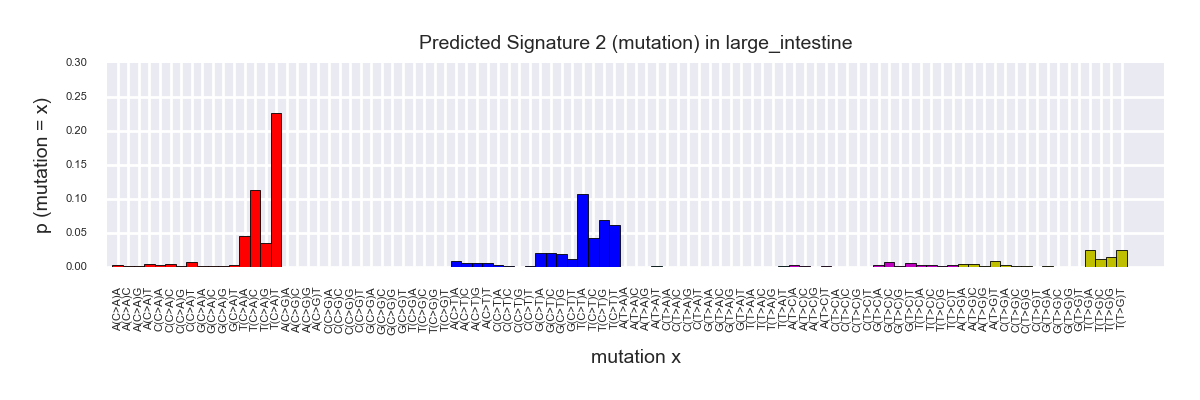 Predicted Signature 2 (mutation) in large_intestine
p (mutation = x)
0.30
0.25
0.20
0.15
0.10
0.05
0.00
A(C>A)A
A(C>A)C
A(C>A)G
A(C>A)T
C(C>A)A
C(C>A)C
C(C>A)G
C(C>A)T
G(C>A)A
G(C>A)C
G(C>A)G
G(C>A)T
T(C>A)A
T(C>A)C
T(C>A)G
T(C>A)T
A(C>G)A
A(C>G)C
A(C>G)G
A(C>G)T
C(C>G)A
C(C>G)C
C(C>G)G
C(C>G)T
G(C>G)A
G(C>G)C
G(C>G)G
G(C>G)T
T(C>G)A
T(C>G)C
T(C>G)G
T(C>G)T
A(C>T)A
A(C>T)C
A(C>T)G
A(C>T)T
C(C>T)A
C(C>T)C
C(C>T)G
C(C>T)T
G(C>T)A
G(C>T)C
G(C>T)G
G(C>T)T
T(C>T)A
T(C>T)C
T(C>T)G
T(C>T)T
A(T>A)A
A(T>A)C
A(T>A)G
A(T>A)T
C(T>A)A
C(T>A)C
C(T>A)G
C(T>A)T
G(T>A)A
G(T>A)C
G(T>A)G
G(T>A)T
T(T>A)A
T(T>A)C
T(T>A)G
T(T>A)T
A(T>C)A
A(T>C)C
A(T>C)G
A(T>C)T
C(T>C)A
C(T>C)C
C(T>C)G
C(T>C)T
G(T>C)A
G(T>C)C
G(T>C)G
G(T>C)T
T(T>C)A
T(T>C)C
T(T>C)G
T(T>C)T
A(T>G)A
A(T>G)C
A(T>G)G
A(T>G)T
C(T>G)A
C(T>G)C
C(T>G)G
C(T>G)T
G(T>G)A
G(T>G)C
G(T>G)G
G(T>G)T
T(T>G)A
T(T>G)C
T(T>G)G
T(T>G)T
mutation x